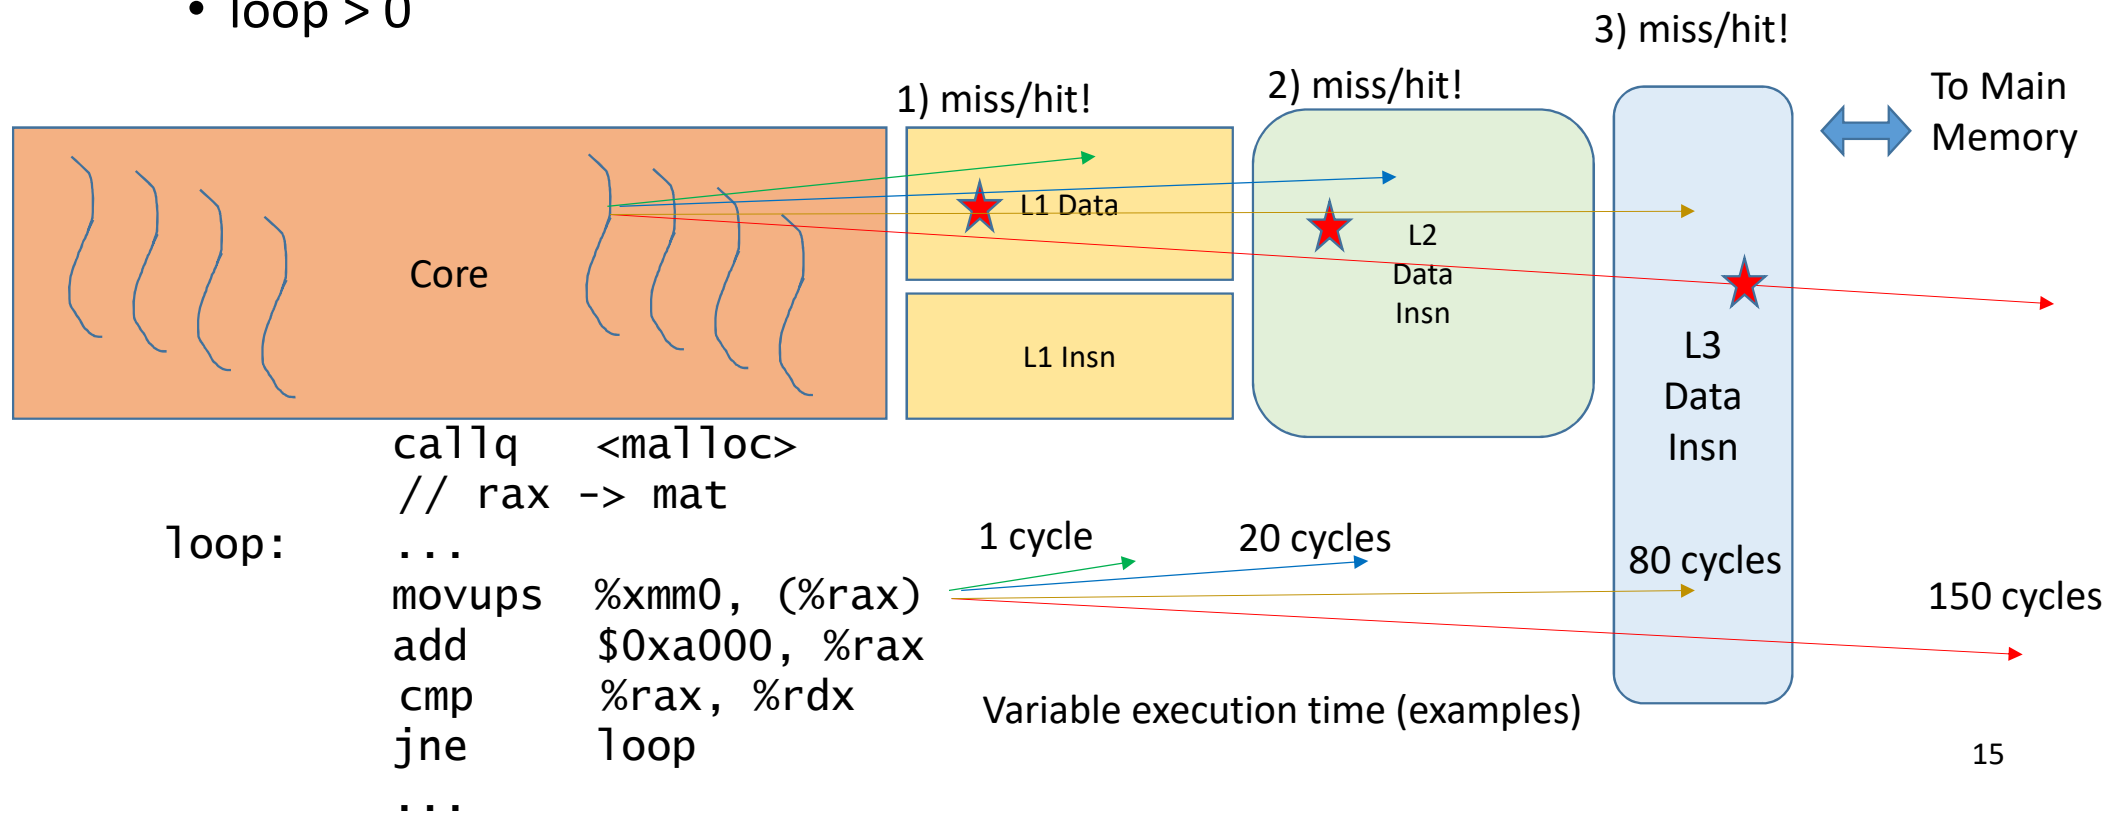 • loop > 0
3) miss/hit!
1) miss/hit!
2) miss/hit!
To Main
Memory
Core
L1 Data
L1 Insn
L2
Data
Insn
L3
Data
Insn
callq <malloc>
// rax -> mat
loop: ...
movups %xmm0, (%rax)
add $0xa000, %rax
cmp %rax, %rdx
jne loop
...
1 cycle
20 cycles
80 cycles
150 cycles
Variable execution time (examples)
15